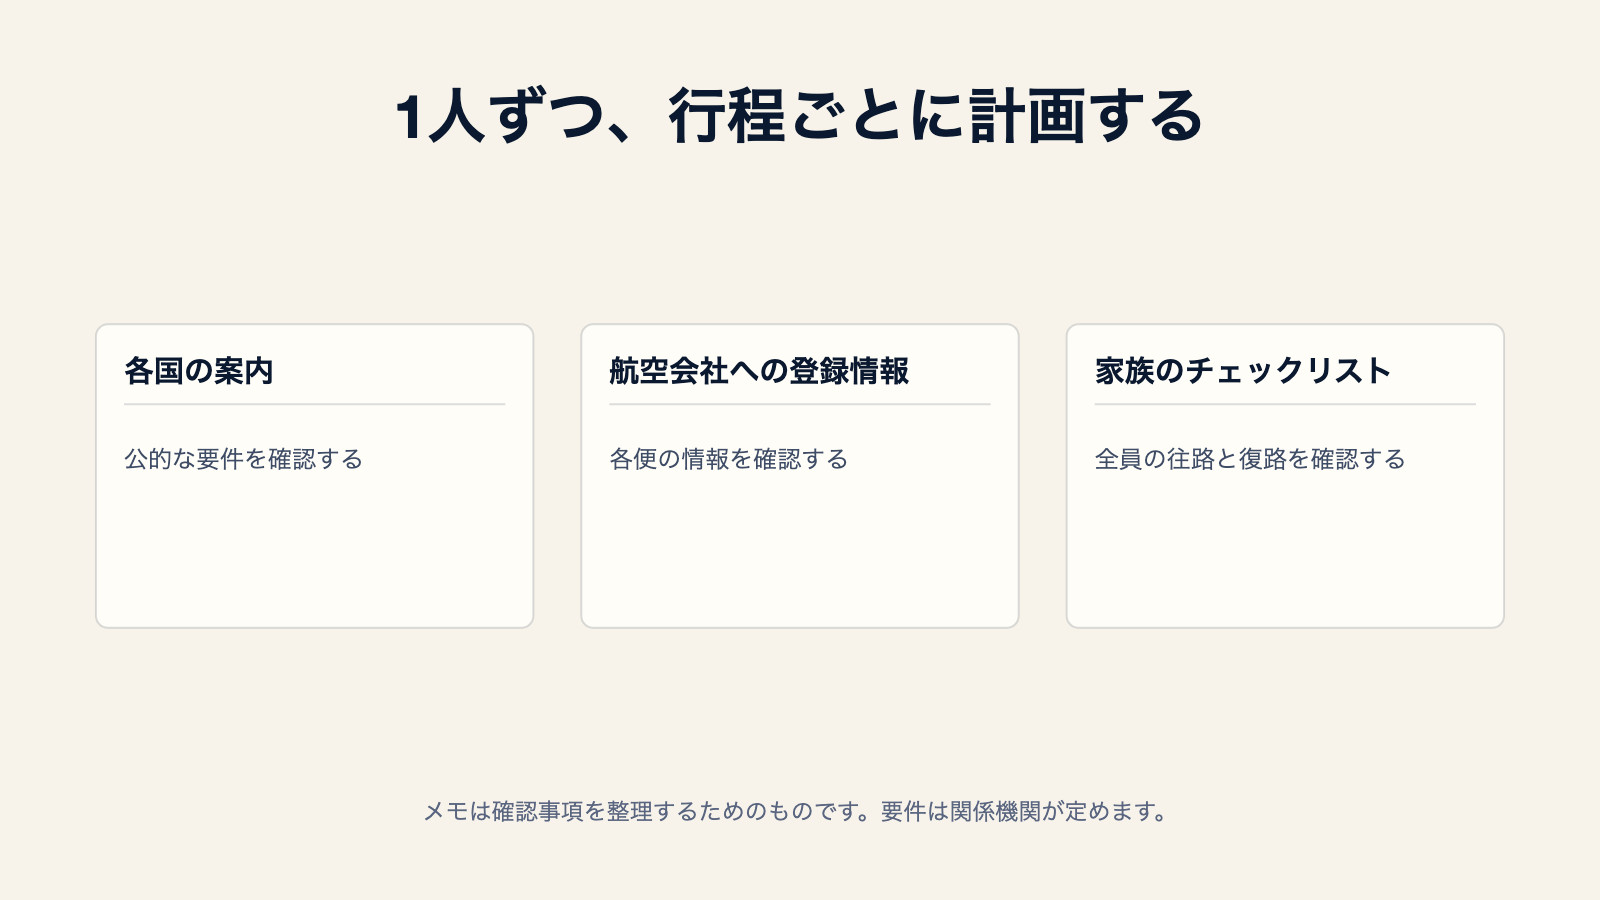 1人ずつ、行程ごとに計画する
各国の案内
公的な要件を確認する
航空会社への登録情報
各便の情報を確認する
家族のチェックリスト
全員の往路と復路を確認する
メモは確認事項を整理するためのものです。要件は関係機関が定めます。